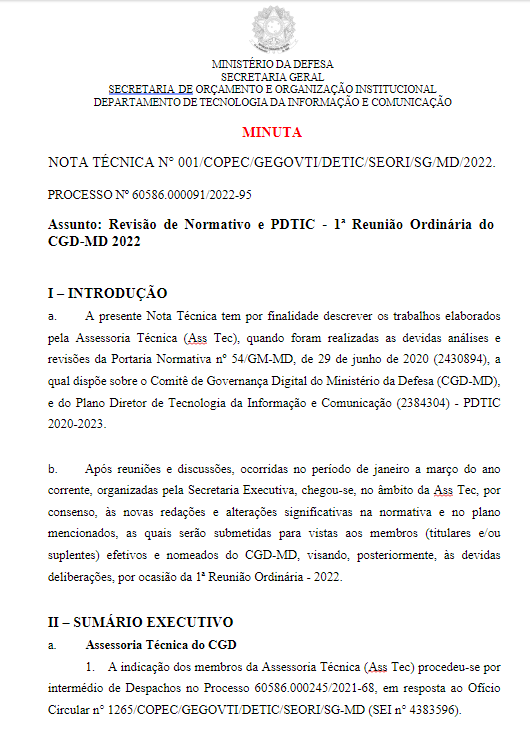 MINISTÉRIO DA DEFESA
SECRETARIA GERAL
SECRETARIA DE ORÇAMENTO E ORGANIZAÇÃO INSTITUCIONAL
DEPARTAMENTO DE TECNOLOGIA DA INFORMAÇÃO E COMUNICAÇÃO
MINUTA
NOTA TÉCNICA N° 001/COPEC/GEGOVTI/DETIC/SEORI/SG/MD/2022.
PROCESSO Nº 60586.000091/2022-95
Assunto: Revisão de Normativo e PDTIC - 1ª Reunião Ordinária do
CGD-MD 2022
I – INTRODUÇÃO
a. A presente Nota Técnica tem por finalidade descrever os trabalhos elaborados
pela Assessoria Técnica (Ass Tec), quando foram realizadas as devidas análises e
revisões da Portaria Normativa nº 54/GM-MD, de 29 de junho de 2020 (2430894), a
qual dispõe sobre o Comitê de Governança Digital do Ministério da Defesa (CGD-MD),
e do Plano Diretor de Tecnologia da Informação e Comunicação (2384304) - PDTIC
2020-2023.
b. Após reuniões e discussões, ocorridas no período de janeiro a março do ano
corrente, organizadas pela Secretaria Executiva, chegou-se, no âmbito da Ass Tec, por
consenso, às novas redações e alterações significativas na normativa e no plano
mencionados, as quais serão submetidas para vistas aos membros (titulares e/ou
suplentes) efetivos e nomeados do CGD-MD, visando, posteriormente, às devidas
deliberações, por ocasião da 1ª Reunião Ordinária - 2022.
II – SUMÁRIO EXECUTIVO
a. Assessoria Técnica do CGD
1. A indicação dos membros da Assessoria Técnica (Ass Tec) procedeu-se por
intermédio de Despachos no Processo 60586.000245/2021-68, em resposta ao Ofício
Circular n° 1265/COPEC/GEGOVTI/DETIC/SEORI/SG-MD (SEI n° 4383596).